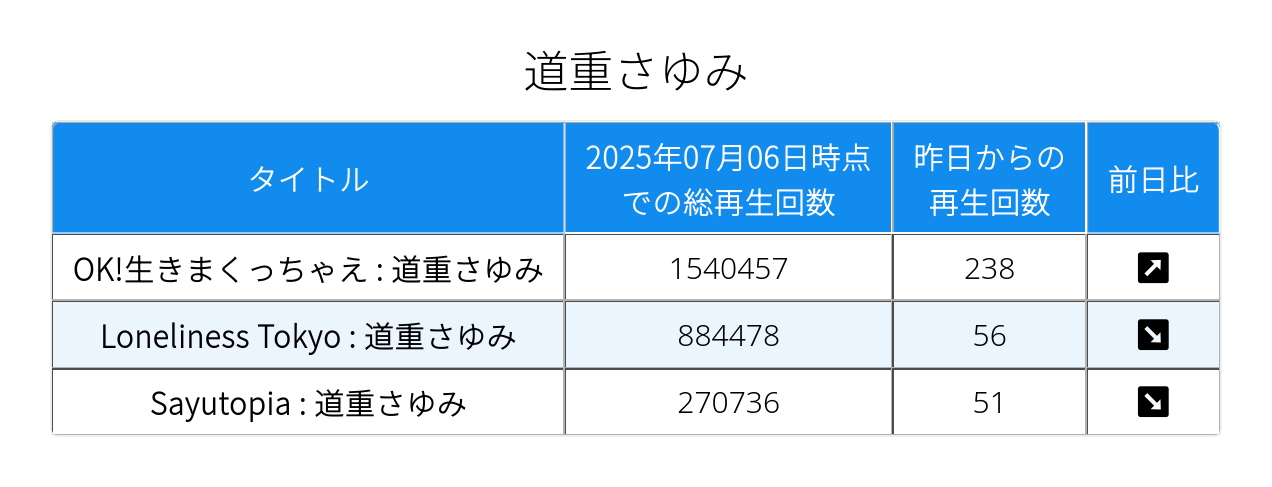 道重さゆみ
タイトル
2025年07月06日時点
での総再生回数
昨日からの
再生回数
前日比
OK!生きまくっちゃえ : 道重さゆみ 1540457 238 ↗
Loneliness Tokyo : 道重さゆみ 884478 56 ↘
Sayutopia : 道重さゆみ 270736 51 ↘